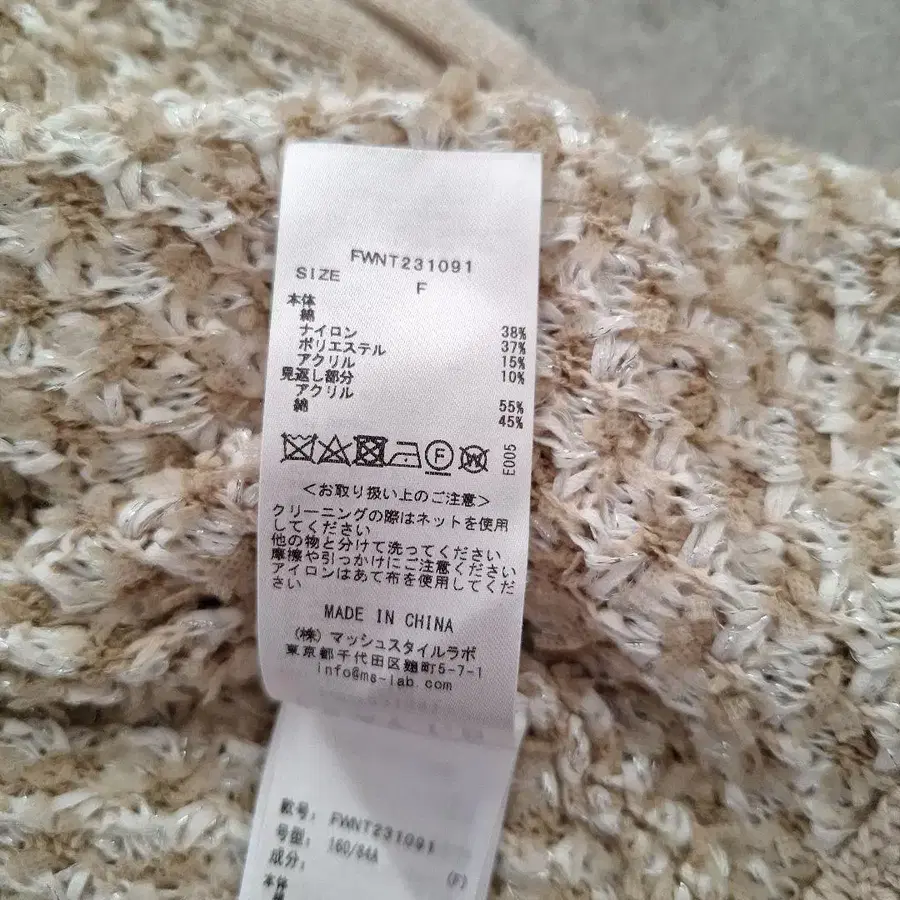 FWNT231091
SIZE F
本体
綿 38%
ナイロン 37%
ポリエステル 15%
アクリル 10%
見返し部分
アクリル 55%
綿 45%
F W E005
＜お取り扱い上のご注意＞
クリーニングの際はネットを使用
してください
他の物と分けて洗ってください
摩擦や引っかけにご注意ください
アイロンはあて布を使用してくだ
さい
MADE IN CHINA
(株) マッシュスタイルラボ
東京都千代田区麹町5-7-1
info@ms-lab.com
款号: FWNT231091
号型: 160/84A (F)
成分:
本体